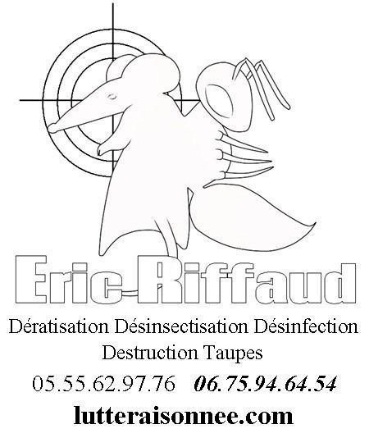 Eric Riffaud
Dératisation Désinsectisation Désinfection
Destruction Taupes
05.55.62.97.76 06.75.94.64.54
lutteraisonnee.com